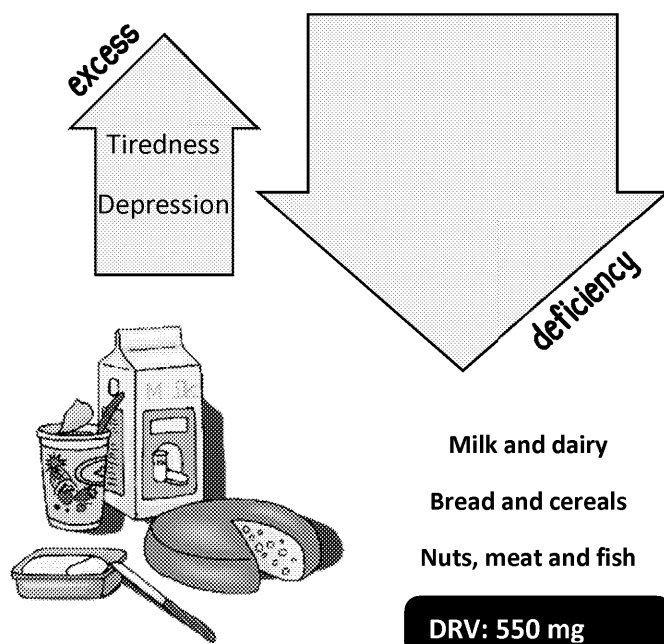 excess
Tiredness
Depression
deficiency
Milk and dairy
Bread and cereals
Nuts, meat and fish
DRV: 550 mg